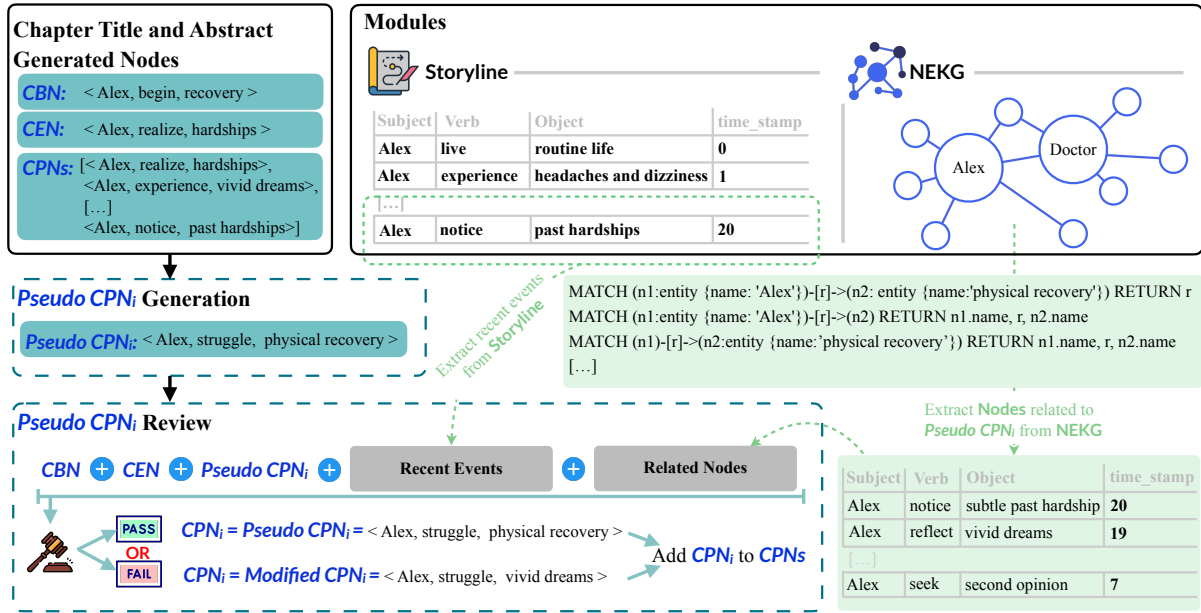 Chapter Title and Abstract
Generated Nodes
CBN: < Alex, begin, recovery >
CEN: < Alex, realize, hardships >
CPNs: [< Alex, realize, hardships>,
<Alex, experience, vivid dreams>,
[…]
<Alex, notice, past hardships>]
Modules
Storyline
NEKG
Subject Verb Object time_stamp
Alex live routine life 0
Alex experience headaches and dizziness 1
[…]
Alex notice past hardships 20
Alex
Doctor
Pseudo CPNi Generation
Pseudo CPNi: < Alex, struggle, physical recovery >
Extract recent events
from Storyline
MATCH (n1:entity {name: 'Alex'})-[r]->(n2: entity {name:'physical recovery'}) RETURN r
MATCH (n1:entity {name: 'Alex'})-[r]->(n2) RETURN n1.name, r, n2.name
MATCH (n1)-[r]->(n2:entity {name:’physical recovery’}) RETURN n1.name, r, n2.name
[…]
Extract Nodes related to
Pseudo CPNi from NEKG
Pseudo CPNi Review
CBN + CEN + Pseudo CPNi + Recent Events + Related Nodes
PASS
OR
FAIL
CPNi = Pseudo CPNi = < Alex, struggle, physical recovery >
CPNi = Modified CPNi = < Alex, struggle, vivid dreams >
Add CPNi to CPNs
Subject Verb Object time_stamp
Alex notice subtle past hardship 20
Alex reflect vivid dreams 19
[…]
Alex seek second opinion 7